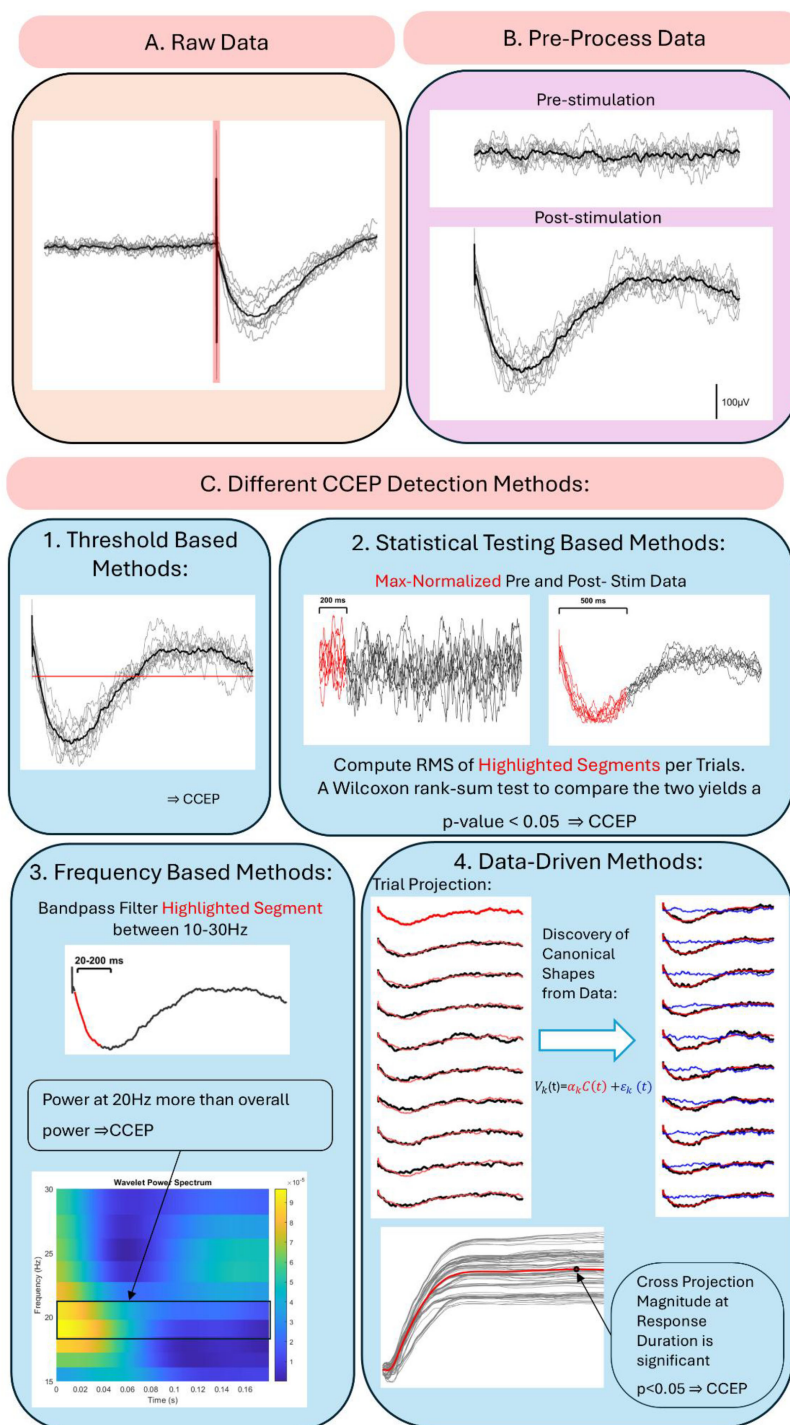 A. Raw Data
B. Pre-Process Data
Pre-stimulation
Post-stimulation
100µV
C. Different CCEP Detection Methods:
1. Threshold Based
Methods:
⇒ CCEP
2. Statistical Testing Based Methods:
Max-Normalized Pre and Post- Stim Data
200 ms
500 ms
Compute RMS of Highlighted Segments per Trials.
A Wilcoxon rank-sum test to compare the two yields a
p-value < 0.05 ⇒ CCEP
3. Frequency Based Methods:
Bandpass Filter Highlighted Segment
between 10-30Hz
20-200 ms
Power at 20Hz more than overall
power ⇒CCEP
Wavelet Power Spectrum
× 10⁻⁵
30
25
20
15
Frequency (Hz)
9
8
7
6
5
4
3
2
1
0 0.02 0.04 0.06 0.08 0.1 0.12 0.14 0.16
Time (s)
4. Data-Driven Methods:
Trial Projection:
Discovery of
Canonical
Shapes
from Data:
Vₖ(t)=αₖC(t) +εₖ (t)
Cross Projection
Magnitude at
Response
Duration is
significant
p<0.05 ⇒ CCEP